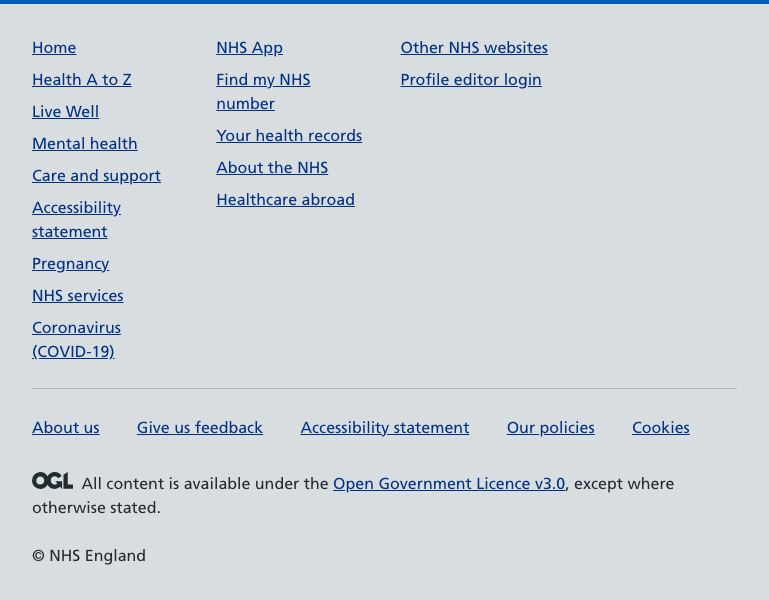 Home
Health A to Z
Live Well
Mental health
Care and support
Accessibility
statement
Pregnancy
NHS services
Coronavirus
(COVID-19)
NHS App
Find my NHS
number
Your health records
About the NHS
Healthcare abroad
Other NHS websites
Profile editor login
About us
Give us feedback
Accessibility statement
Our policies
Cookies
OGL All content is available under the Open Government Licence v3.0, except where
otherwise stated.
© NHS England